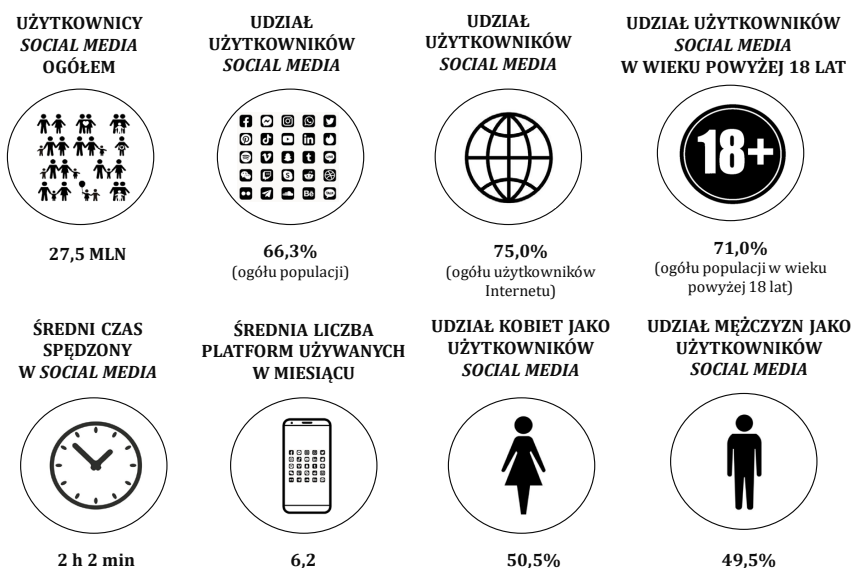 UŻYTKOWNICY
SOCIAL MEDIA
OGÓŁEM
UDZIAŁ
UŻYTKOWNIKÓW
SOCIAL MEDIA
UDZIAŁ
UŻYTKOWNIKÓW
SOCIAL MEDIA
UDZIAŁ UŻYTKOWNIKÓW
SOCIAL MEDIA
W WIEKU POWYŻEJ 18 LAT
18+
27,5 MLN
66,3%
(ogółu populacji)
75,0%
(ogółu użytkowników
Internetu)
71,0%
(ogółu populacji w wieku
powyżej 18 lat)
ŚREDNI CZAS
SPĘDZONY
W SOCIAL MEDIA
ŚREDNIA LICZBA
PLATFORM UŻYWANYCH
W MIESIĄCU
UDZIAŁ KOBIET JAKO
UŻYTKOWNIKÓW
SOCIAL MEDIA
UDZIAŁ MĘŻCZYZN JAKO
UŻYTKOWNIKÓW
SOCIAL MEDIA
2 h 2 min
6,2
50,5%
49,5%